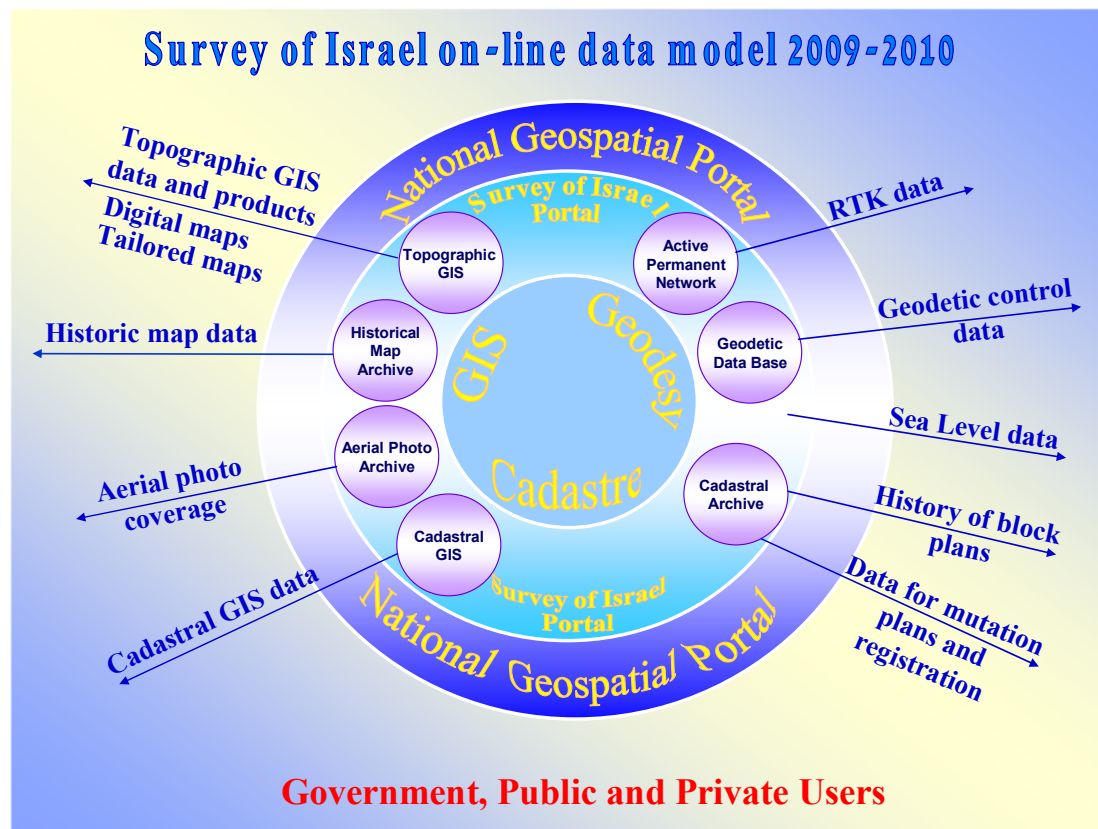 Survey of Israel on-line data model 2009-2010
National Geospatial Portal
Survey of Israel
Portal
Topographic GIS
data and products
Digital maps
Tailored maps
Historic map data
Aerial photo
coverage
Cadastral GIS data
Topographic
GIS
Historical
Map
Archive
Aerial Photo
Archive
Cadastral
GIS
GIS
Geodesy
Cadastre
Active
Permanent
Network
Geodetic
Data Base
Cadastral
Archive
RTK data
Geodetic control
data
Sea Level data
History of block
plans
Data for mutation
plans and
registration
Survey of Israel
Portal
National Geospatial Portal
Government, Public and Private Users